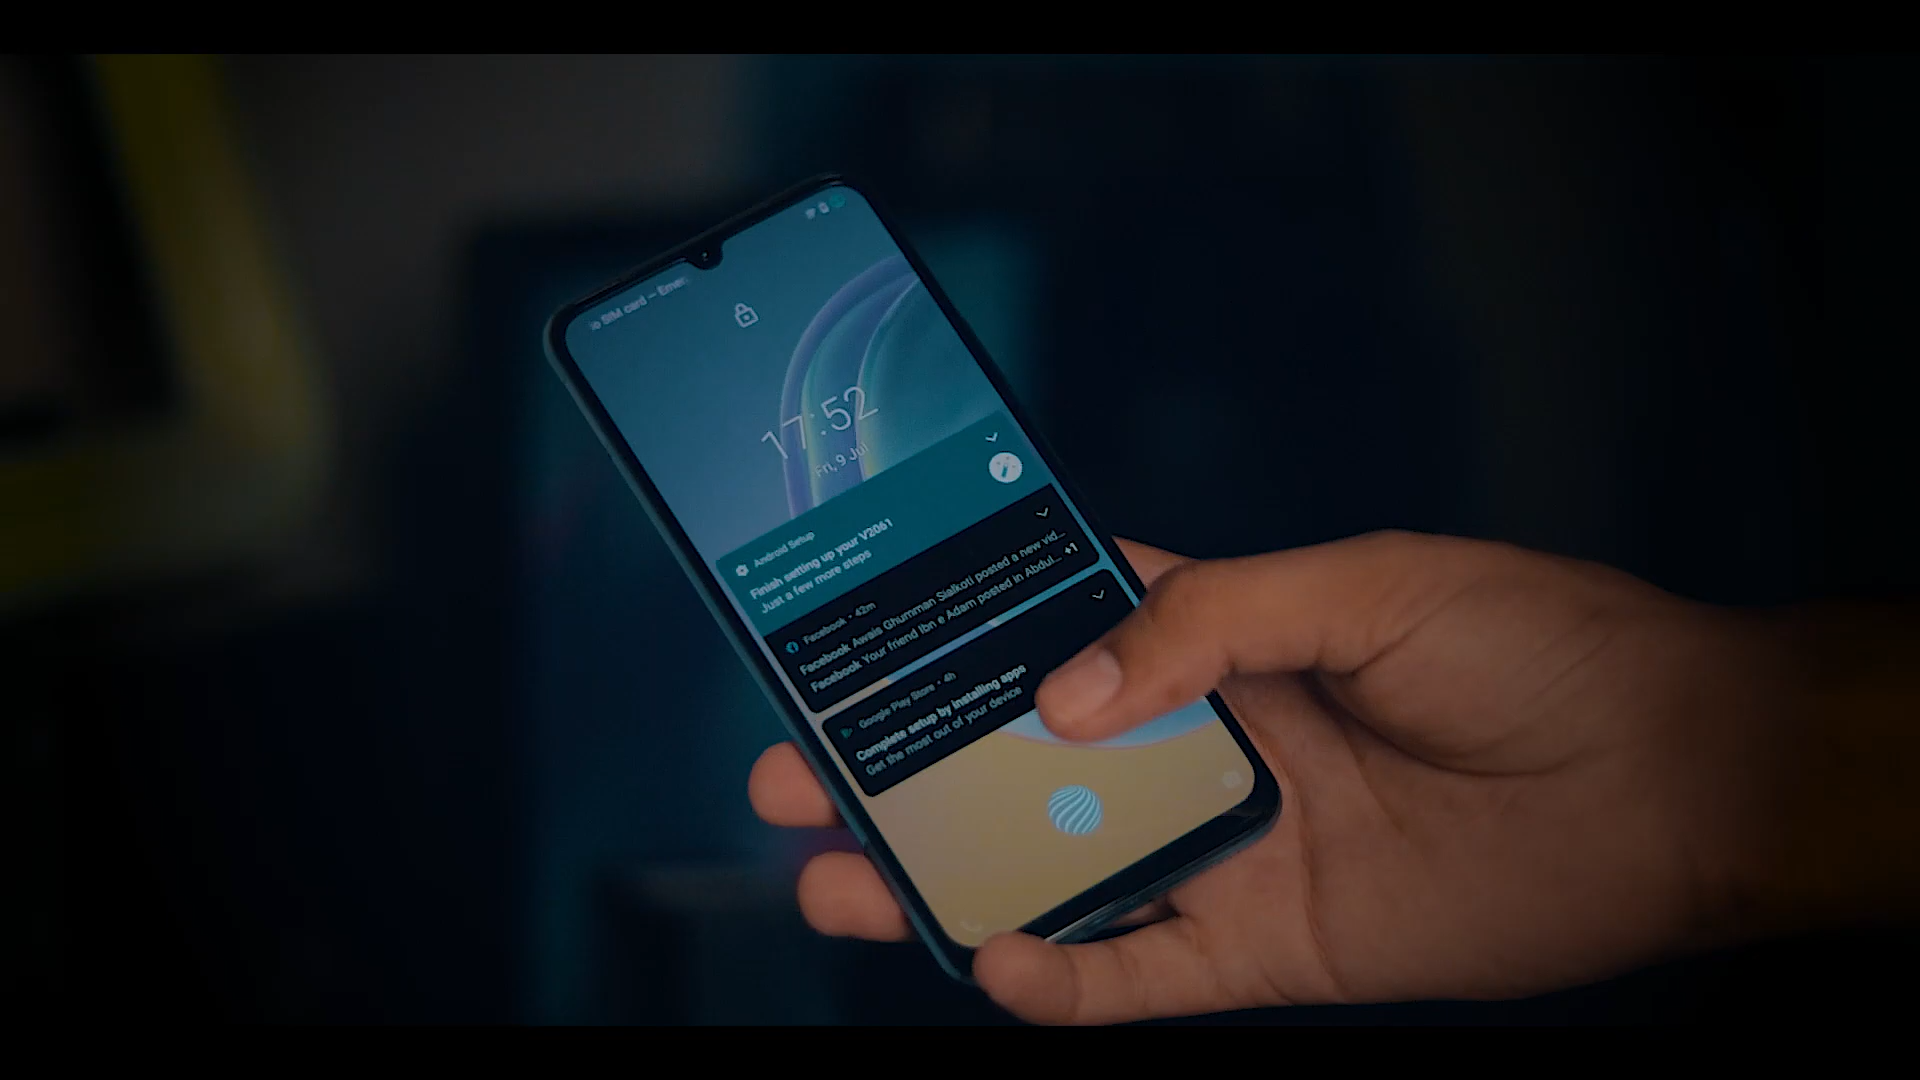 io SIM card – Emer
17:52
Fri, 9 Jul
Android Setup
Finish setting up your V2061
Just a few more steps
Facebook • 42m
Facebook Awais Ghumman Sialkoti posted a new vid...
Facebook Your friend Ibn e Adam posted in Abdul... +1
Google Play Store • 4h
Complete setup by installing apps
Get the most out of your device